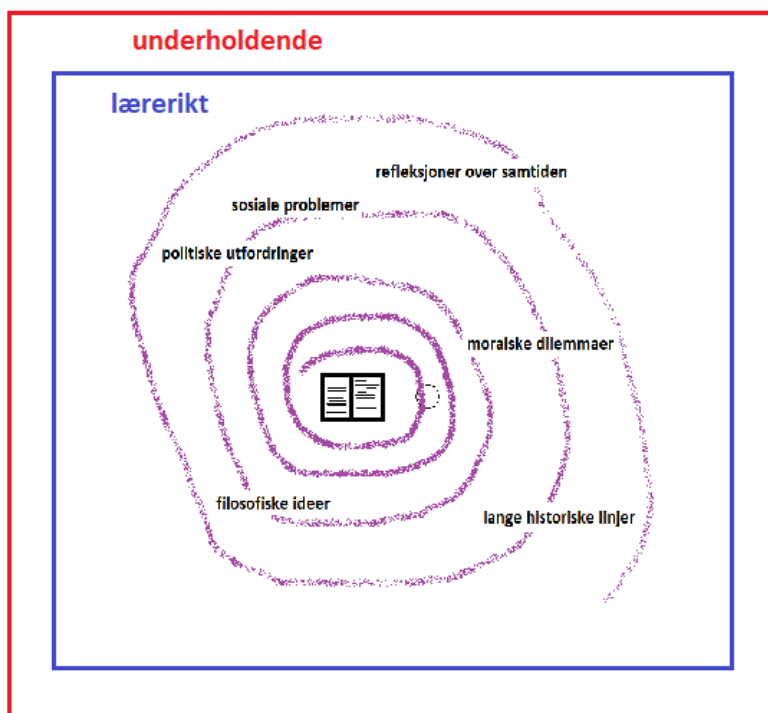 underholdende
lærerikt
refleksjoner over samtiden
sosiale problemer
politiske utfordringer
moralske dilemmaer
filosofiske ideer
lange historiske linjer